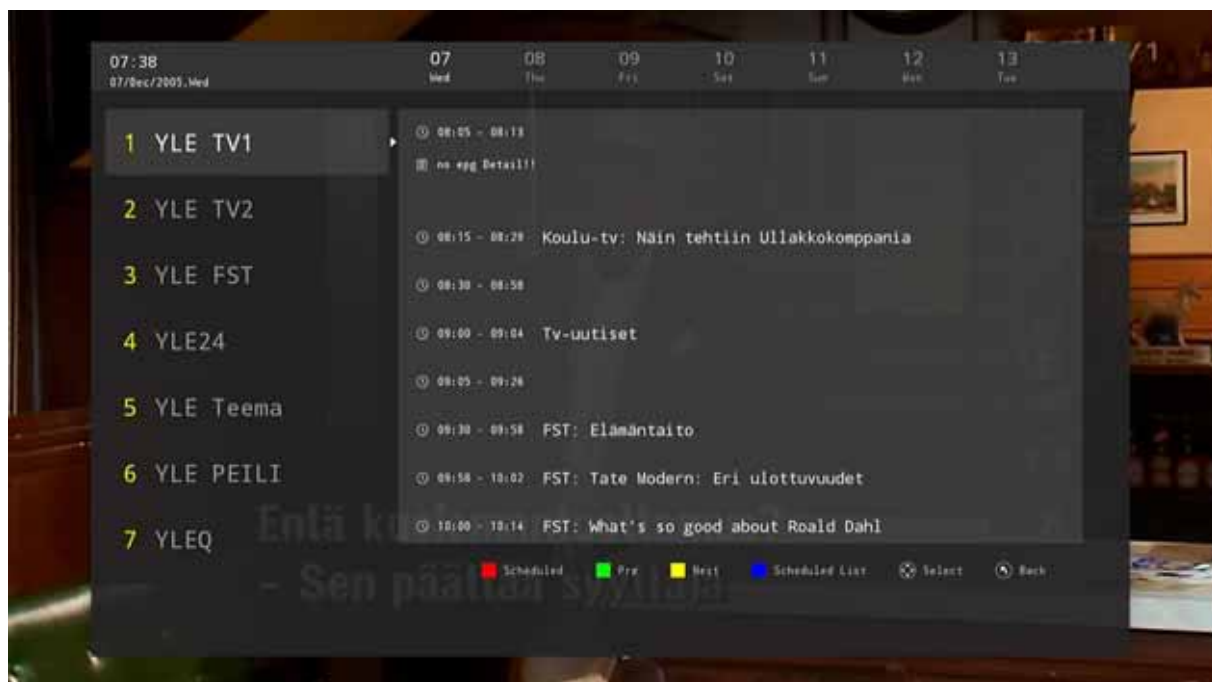 07:38
07/Dec/2005.Wed
07 08 09 10 11 12 13
Wed Thu Fri Sat Sun Mon Tue
/1
1 YLE TV1
2 YLE TV2
3 YLE FST
4 YLE24
5 YLE Teema
6 YLE PEILI
7 YLEQ
08:05 - 08:13
no epg Detail!!
08:15 - 08:29 Koulu-tv: Näin tehtiin Ullakkokomppania
08:30 - 08:58
09:00 - 09:04 Tv-uutiset
09:05 - 09:26
09:30 - 09:58 FST: Elämäntaito
09:58 - 10:02 FST: Tate Modern: Eri ulottuvuudet
10:00 - 10:14 FST: What's so good about Roald Dahl
Entä
- Sen päättää syyttäjä
Scheduled Pre Next Scheduled List Select Back